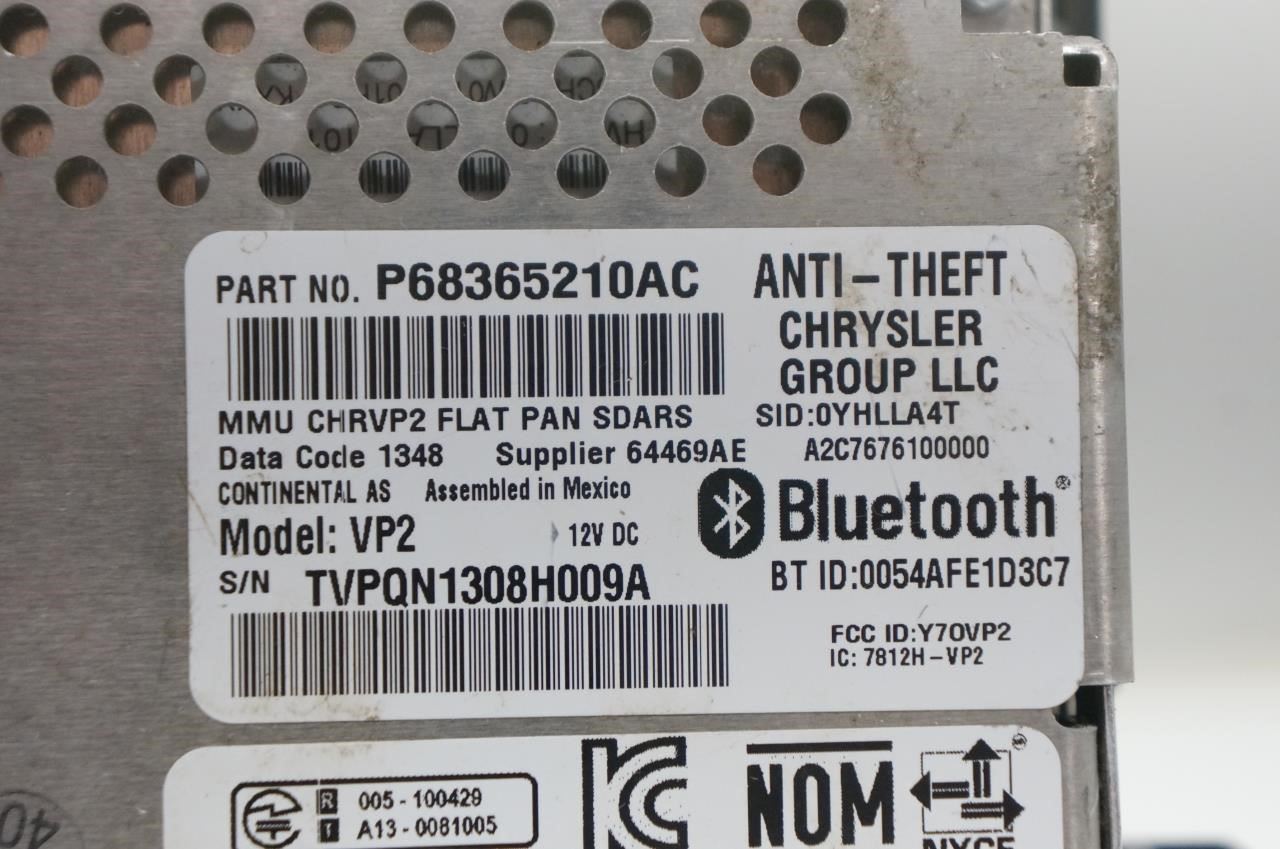 PART NO. P68365210AC
ANTI-THEFT
CHRYSLER
GROUP LLC
MMU CHRVP2 FLAT PAN SDARS
SID:0YHLLA4T
Data Code 1348 Supplier 64469AE
A2C7676100000
CONTINENTAL AS Assembled in Mexico
Bluetooth®
Model: VP2 12V DC
S/N TVPQN1308H009A
BT ID:0054AFE1D3C7
FCC ID:Y7OVP2
IC: 7812H-VP2
R 005-100429
T A13-0081005
NOM
NYCE
40